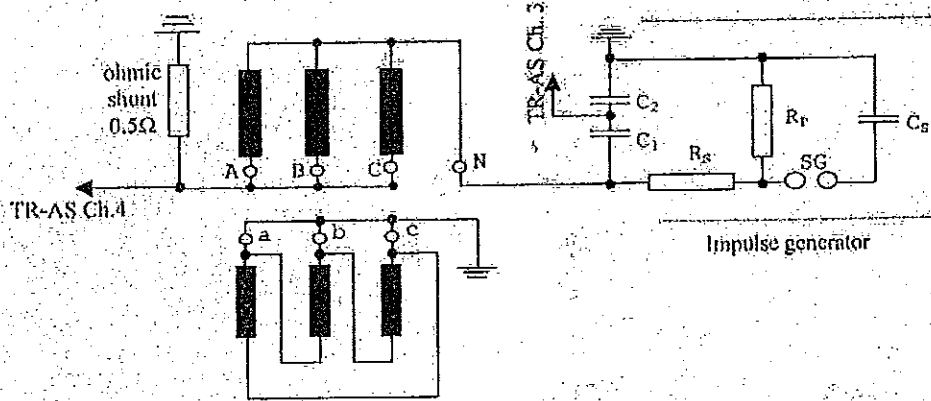 ohmic
shunt
0.5Ω
A
B
C
N
TR-AS Ch.4
TR-AS Ch.3
C2
C1
Rs
Rr
SG
Cs
Impulse generator
a
b
c